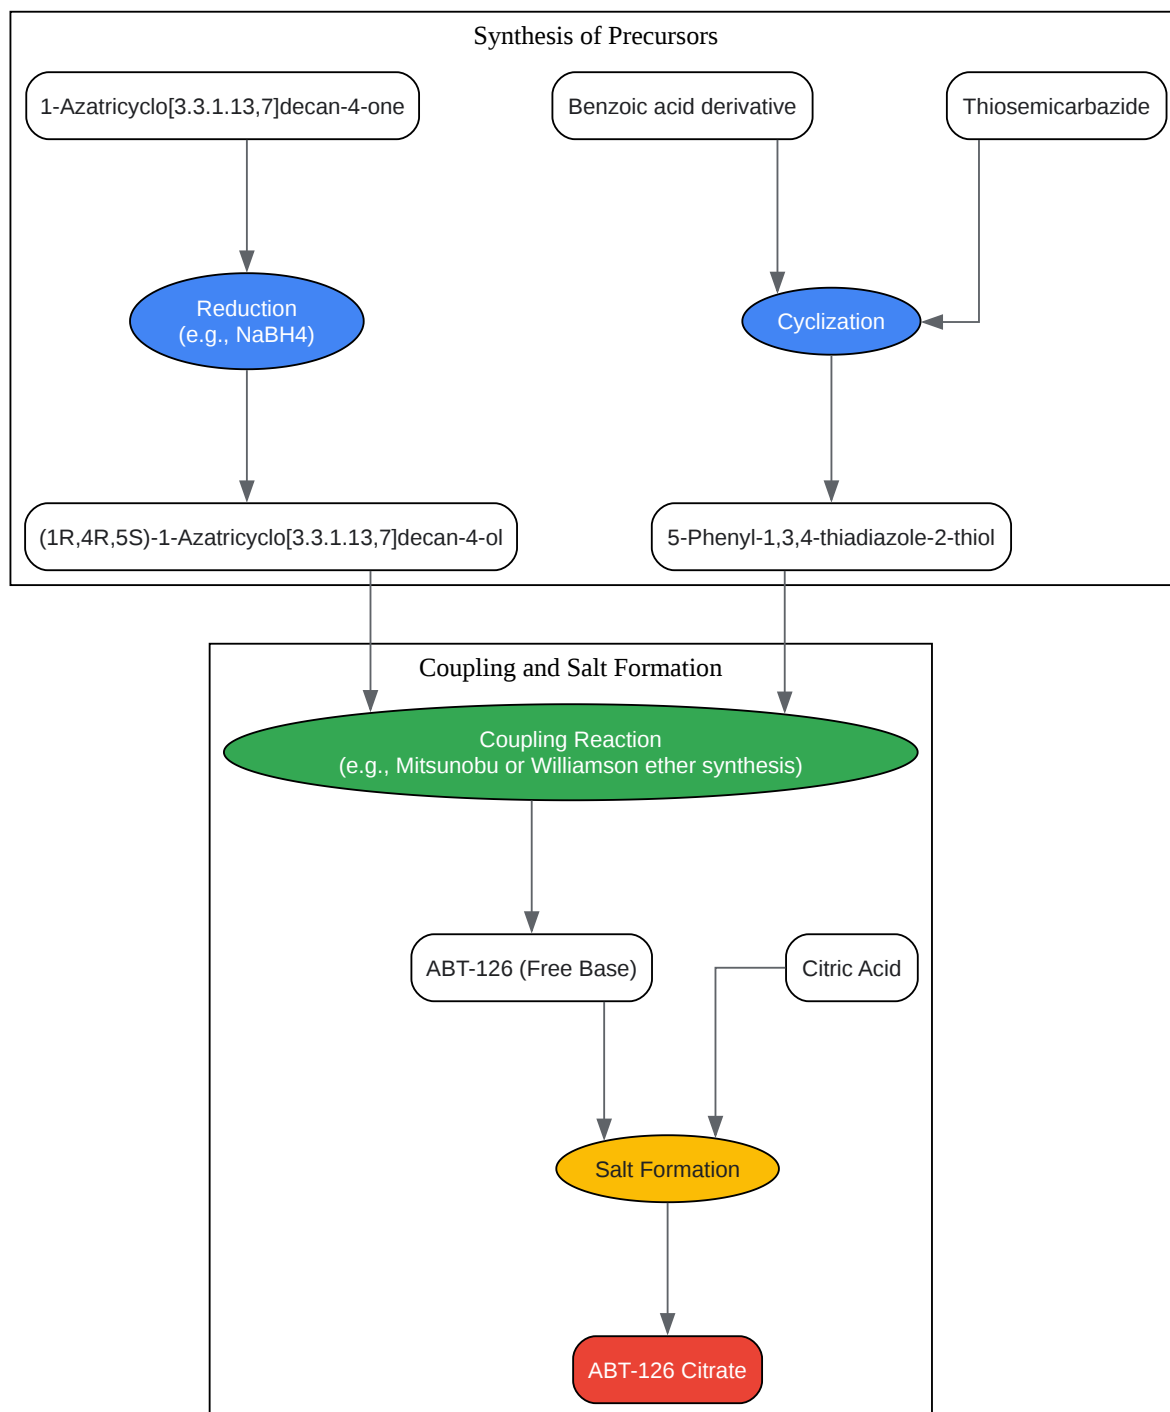 Synthesis of Precursors
1-Azatricyclo[3.3.1.13,7]decan-4-one
Benzoic acid derivative
Thiosemicarbazide
Reduction
(e.g., NaBH4)
Cyclization
(1R,4R,5S)-1-Azatricyclo[3.3.1.13,7]decan-4-ol
5-Phenyl-1,3,4-thiadiazole-2-thiol
Coupling and Salt Formation
Coupling Reaction
(e.g., Mitsunobu or Williamson ether synthesis)
ABT-126 (Free Base)
Citric Acid
Salt Formation
ABT-126 Citrate